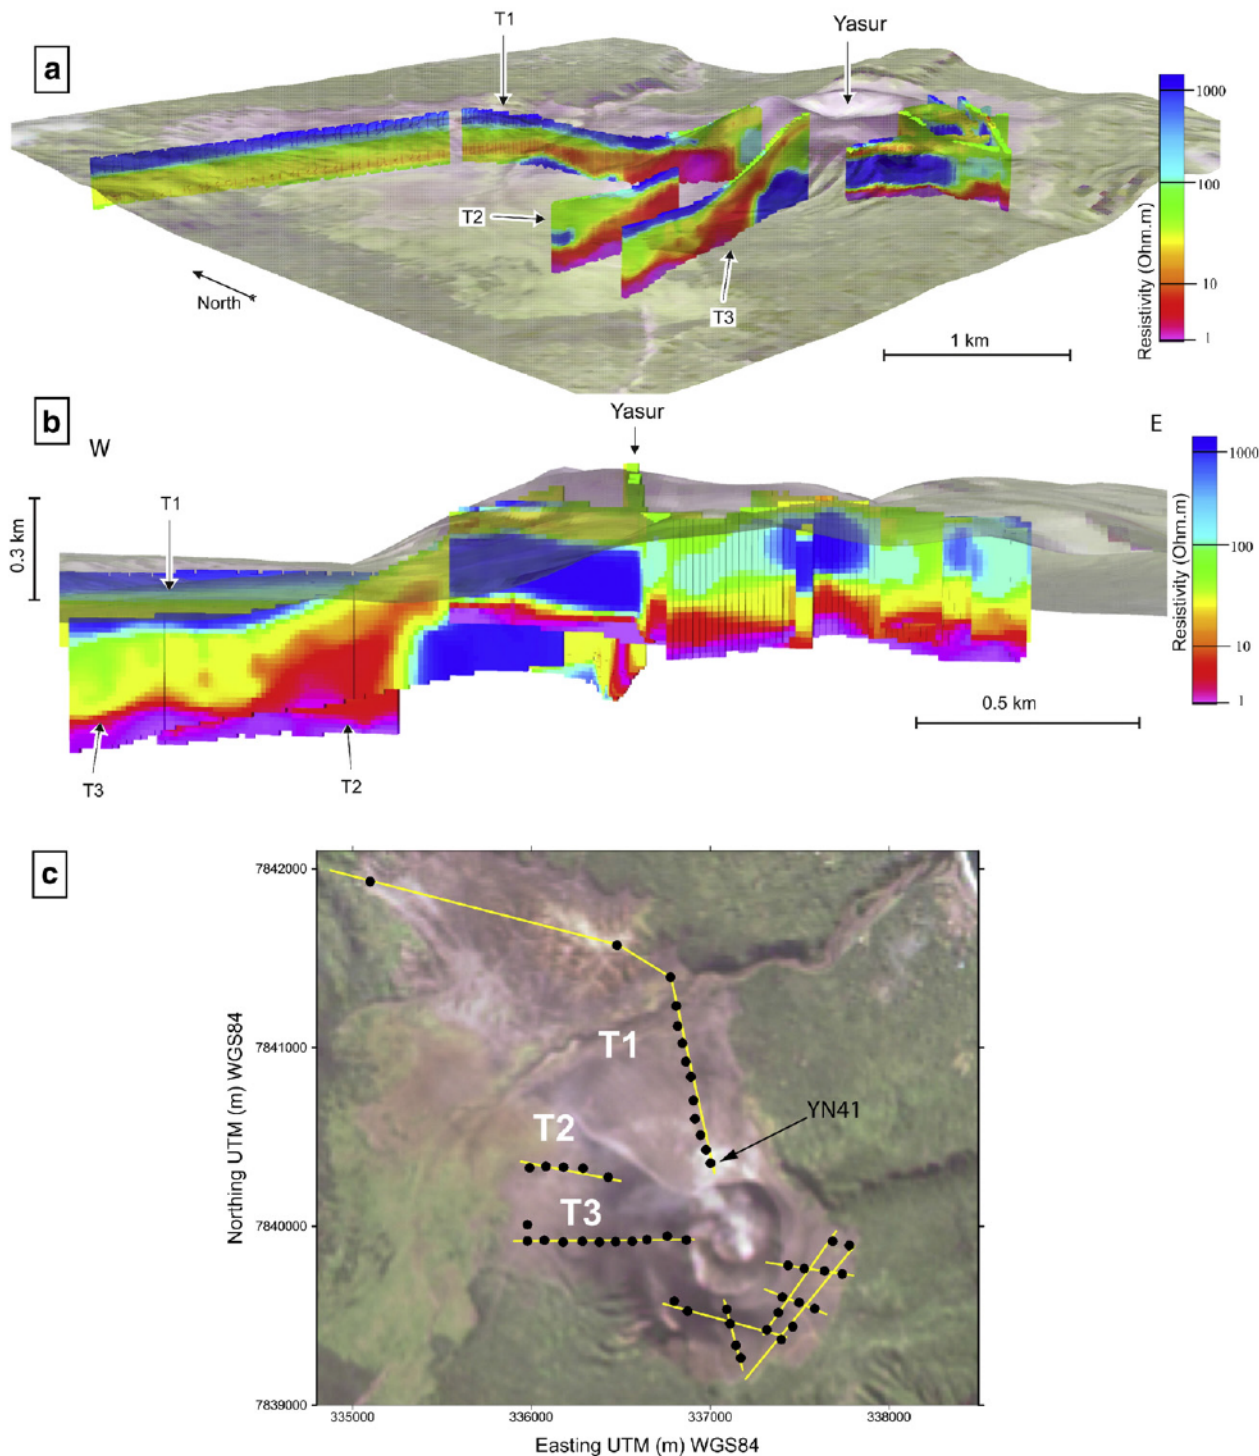 a
T1
Yasur
T2
T3
North
1 km
Resistivity (Ohm.m)
1000
100
10
1
b
W
Yasur
E
T1
0.3 km
T3
T2
0.5 km
Resistivity (Ohm.m)
1000
100
10
1
c
7842000
7841000
7840000
7839000
Northing UTM (m) WGS84
T1
T2
T3
YN41
335000
336000
337000
338000
Easting UTM (m) WGS84